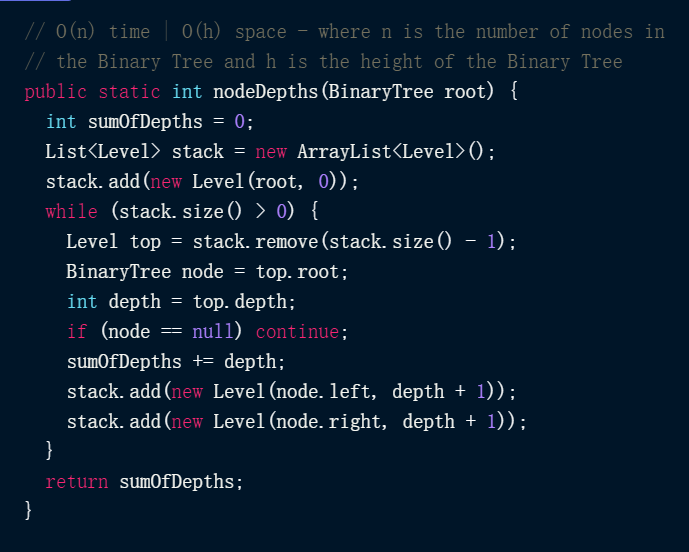 // O(n) time | O(h) space - where n is the number of nodes in
// the Binary Tree and h is the height of the Binary Tree
public static int nodeDepths(BinaryTree root) {
  int sumOfDepths = 0;
  List<Level> stack = new ArrayList<Level>();
  stack.add(new Level(root, 0));
  while (stack.size() > 0) {
    Level top = stack.remove(stack.size() - 1);
    BinaryTree node = top.root;
    int depth = top.depth;
    if (node == null) continue;
    sumOfDepths += depth;
    stack.add(new Level(node.left, depth + 1));
    stack.add(new Level(node.right, depth + 1));
  }
  return sumOfDepths;
}